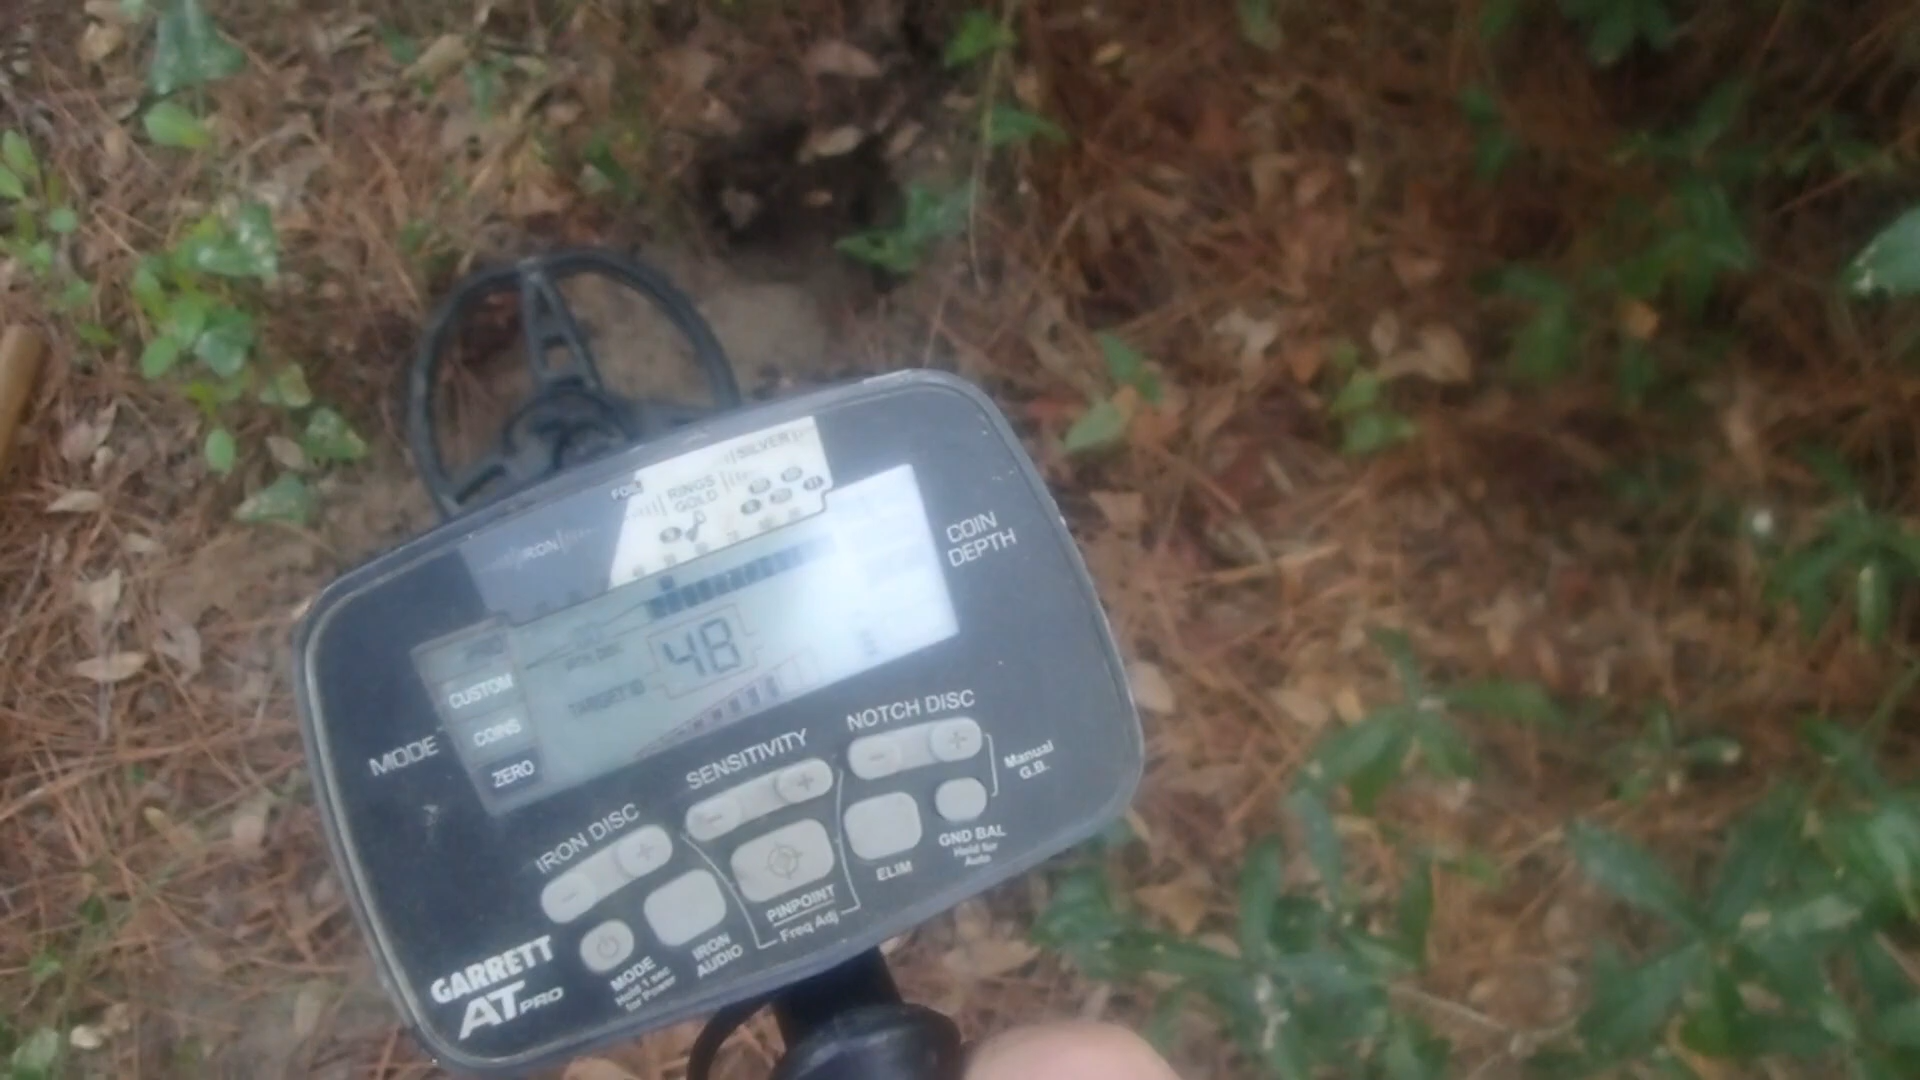 SILVER
RINGS
GOLD
IRON
COIN
DEPTH
48
TARGET ID
CUSTOM
COINS
ZERO
MODE
NOTCH DISC
SENSITIVITY
IRON DISC
- +
- +
- +
Manual
G.B.
GND BAL
Hold for
Auto
ELIM
PINPOINT
Freq Adj
IRON
AUDIO
MODE
Hold 1 sec
for Power
GARRETT
AT PRO